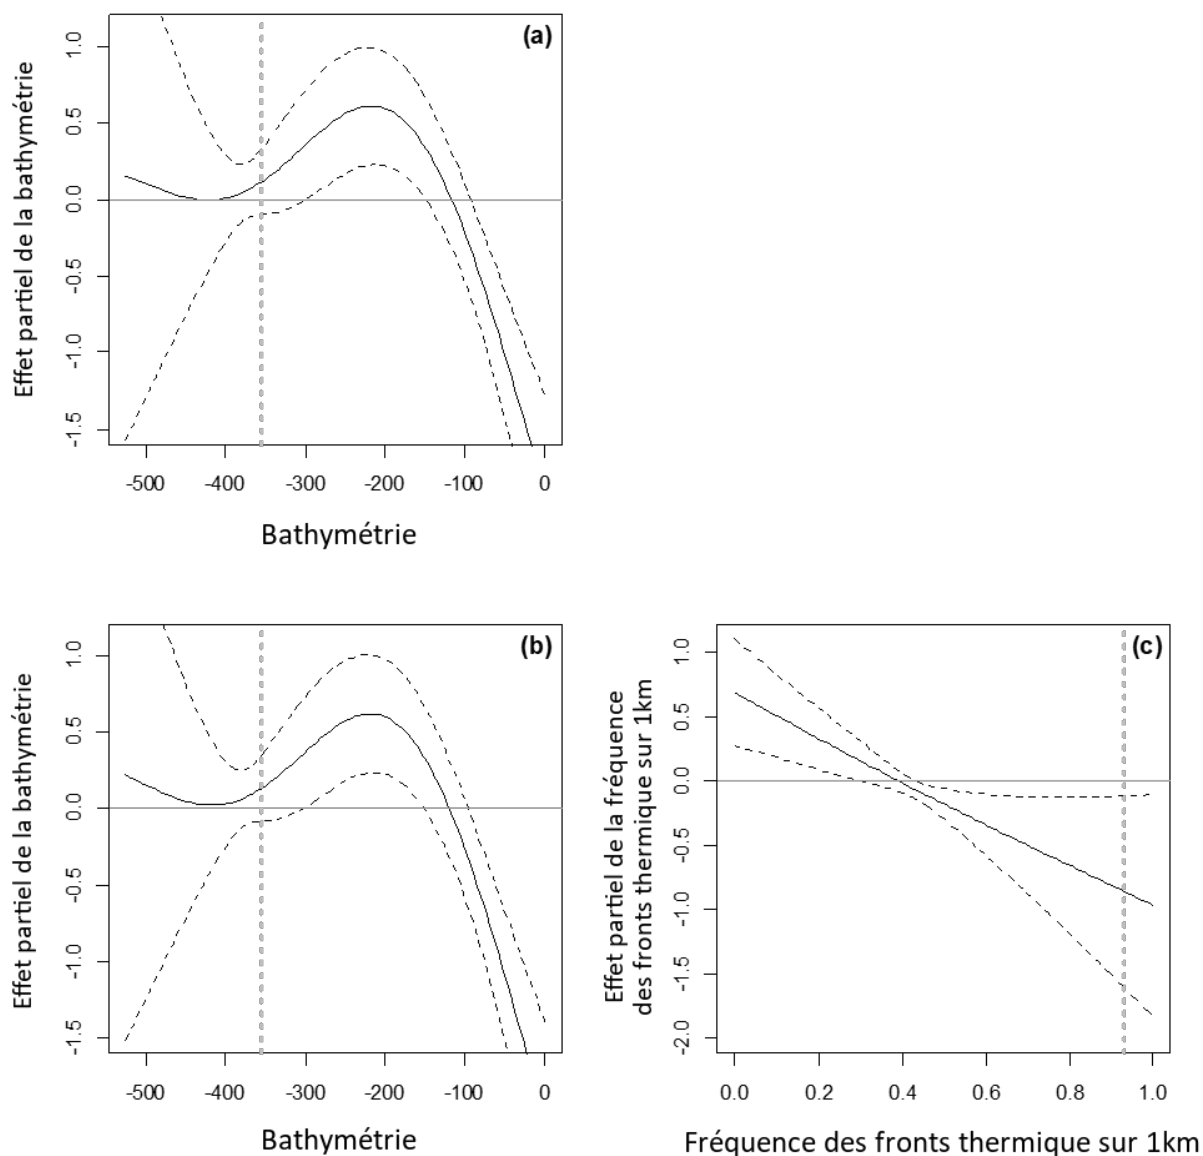 (a)
Effet partiel de la bathymétrie
1.0
0.5
0.0
-0.5
-1.0
-1.5
-500 -400 -300 -200 -100 0
Bathymétrie
(b)
Effet partiel de la bathymétrie
1.0
0.5
0.0
-0.5
-1.0
-1.5
-500 -400 -300 -200 -100 0
Bathymétrie
(c)
Effet partiel de la fréquence
des fronts thermique sur 1km
1.0
0.5
0.0
-0.5
-1.0
-1.5
-2.0
0.0 0.2 0.4 0.6 0.8 1.0
Fréquence des fronts thermique sur 1km